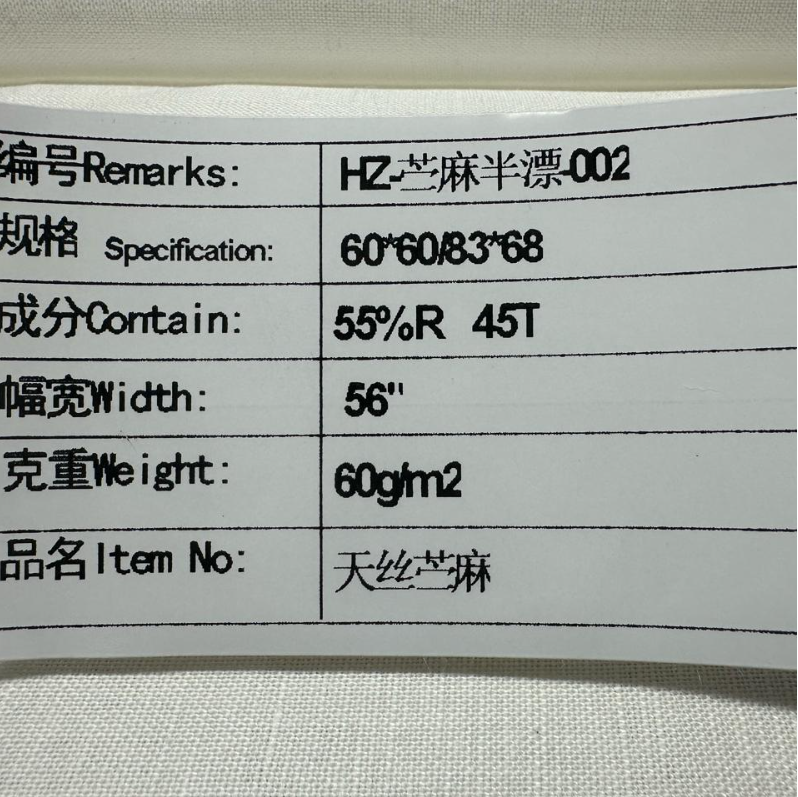 编号Remarks: HZ-苎麻半漂-002
规格 Specification: 60*60/83*68
成分Contain: 55%R 45T
幅宽Width: 56"
克重Weight: 60g/m2
品名Item No: 天丝苎麻